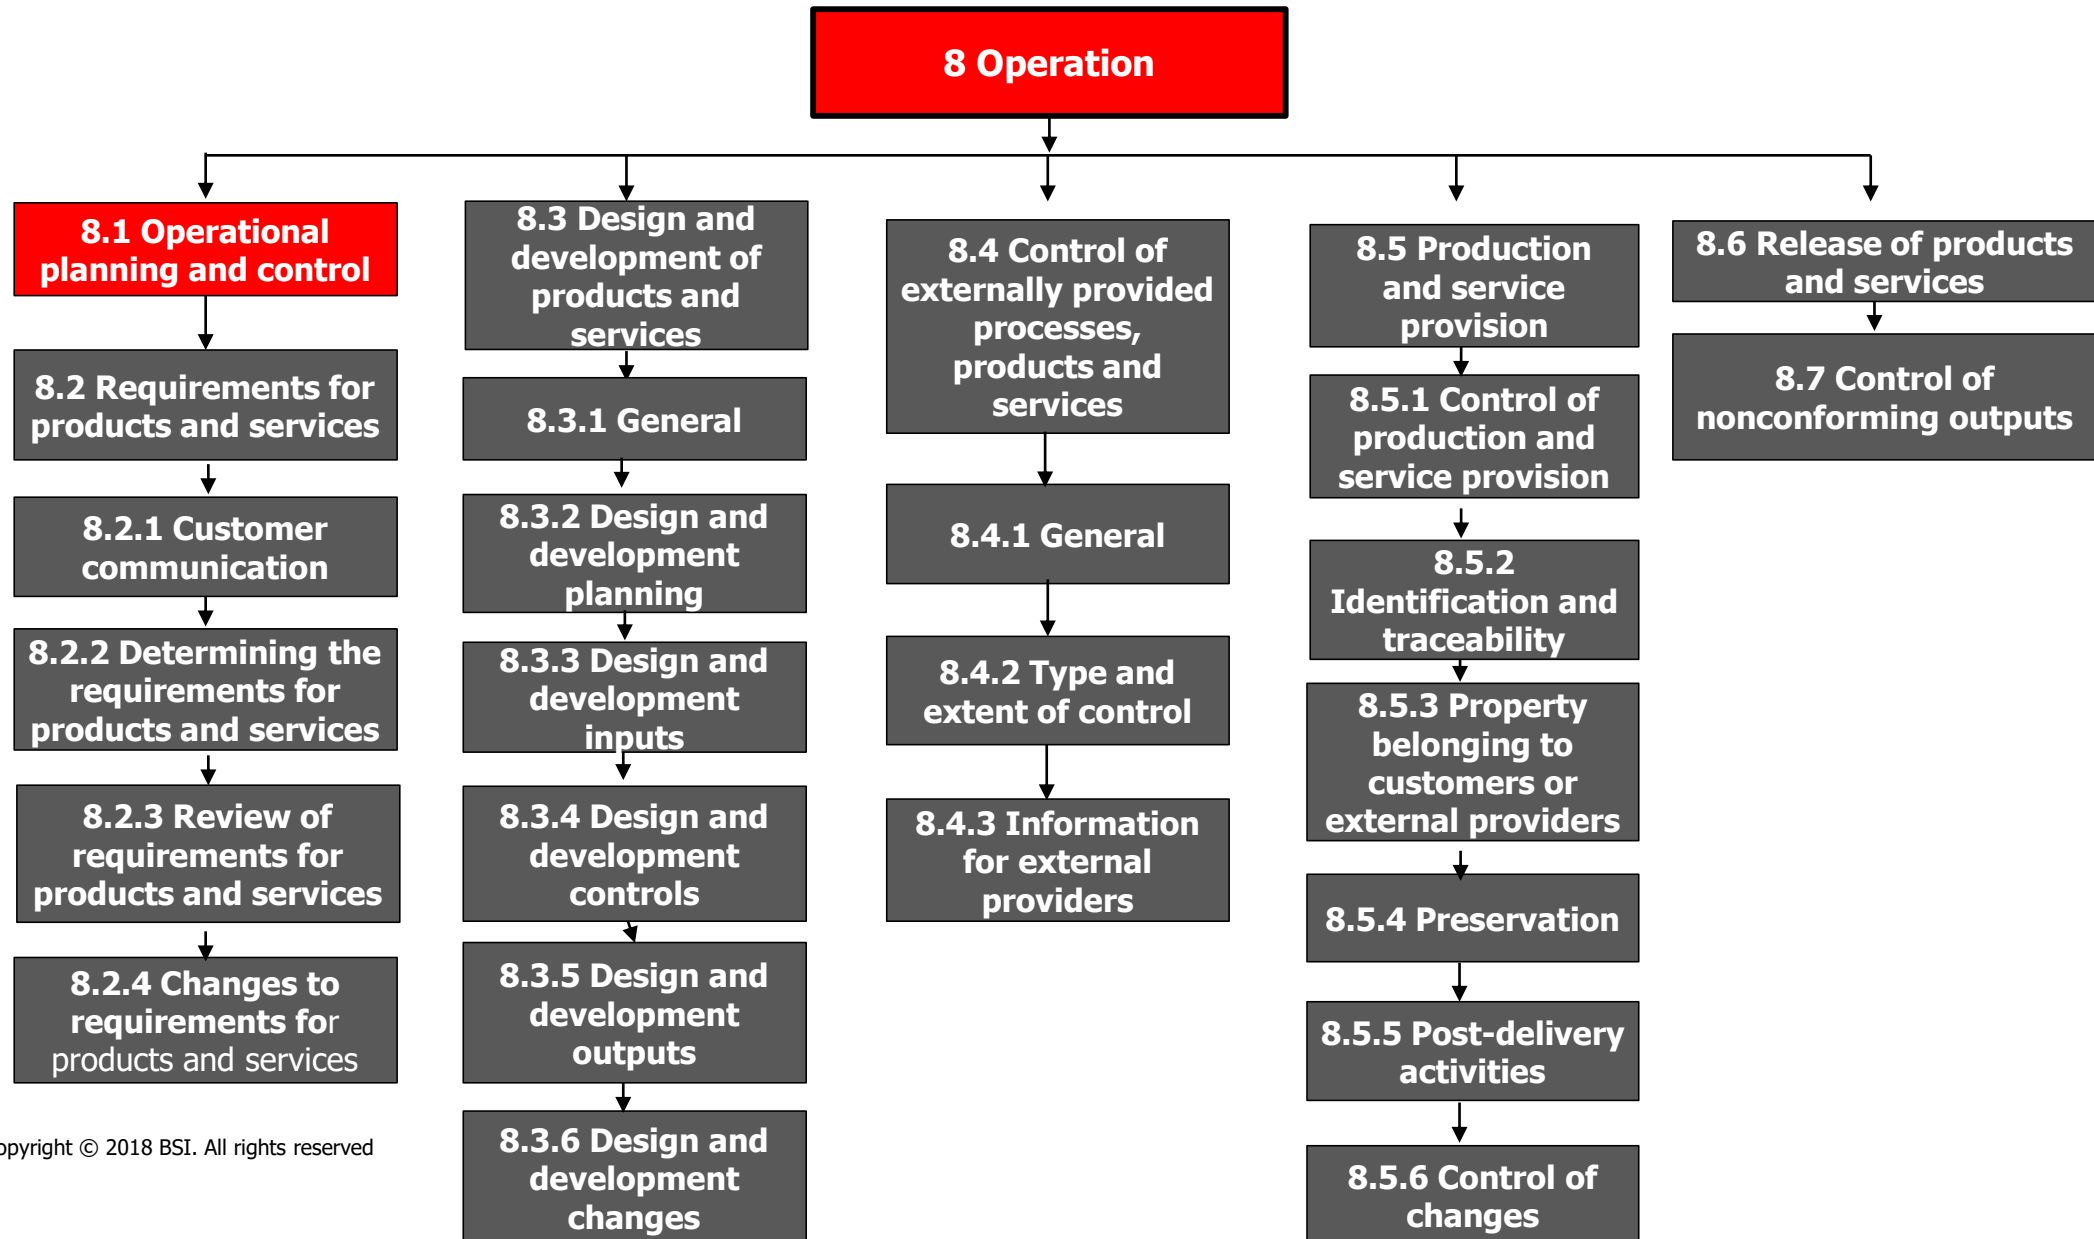 8 Operation
8.1 Operational
planning and control
8.2 Requirements for
products and services
8.2.1 Customer
communication
8.2.2 Determining the
requirements for
products and services
8.2.3 Review of
requirements for
products and services
8.2.4 Changes to
requirements for
products and services
8.3 Design and
development of
products and
services
8.3.1 General
8.3.2 Design and
development
planning
8.3.3 Design and
development
inputs
8.3.4 Design and
development
controls
8.3.5 Design and
development
outputs
8.3.6 Design and
development
changes
8.4 Control of
externally provided
processes,
products and
services
8.4.1 General
8.4.2 Type and
extent of control
8.4.3 Information
for external
providers
8.5 Production
and service
provision
8.5.1 Control of
production and
service provision
8.5.2
Identification and
traceability
8.5.3 Property
belonging to
customers or
external providers
8.5.4 Preservation
8.5.5 Post-delivery
activities
8.5.6 Control of
changes
8.6 Release of products
and services
8.7 Control of
nonconforming outputs
opyright © 2018 BSI. All rights reserved